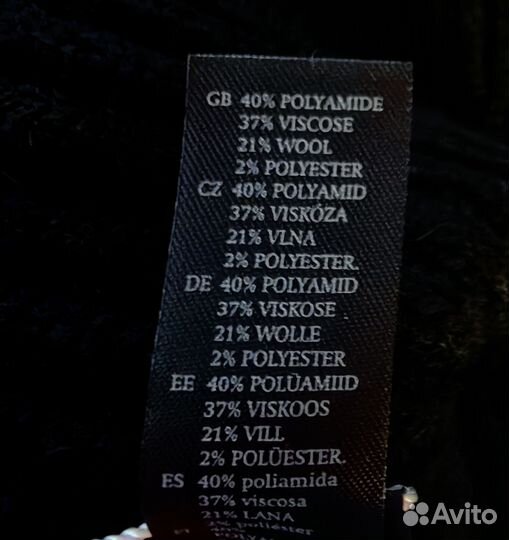 GB 40% POLYAMIDE
37% VISCOSE
21% WOOL
2% POLYESTER
CZ 40% POLYAMID
37% VISKÓZA
21% VLNA
2% POLYESTER.
DE 40% POLYAMID
37% VISKOSE
21% WOLLE
2% POLYESTER
EE 40% POLÜAMIID
37% VISKOOS
21% VILL
2% POLÜESTER.
ES 40% poliamida
37% viscosa
21% LANA
2% poliéster
Avito